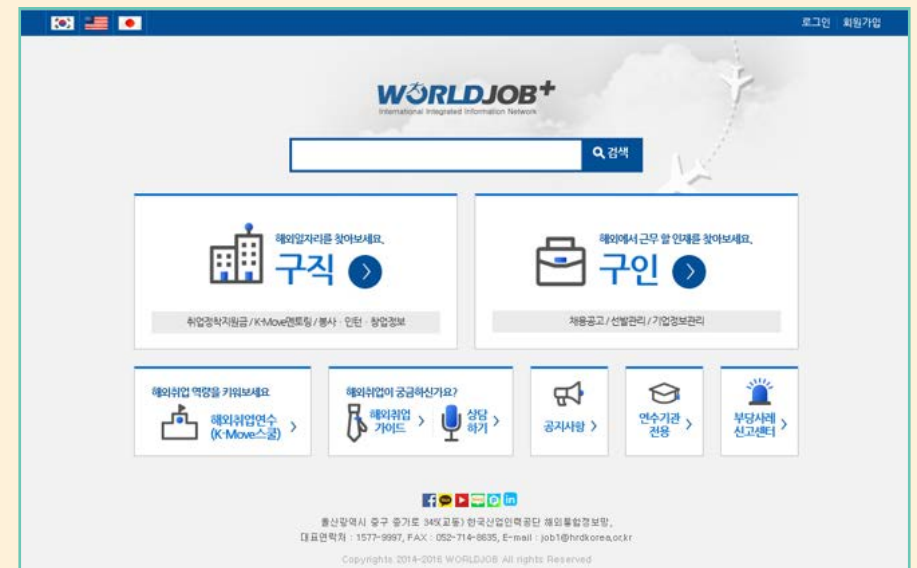 로그인 회원가입
WORLDJOB+
International Integrated Information Network
검색
해외일자리를 찾아보세요.
구직
취업정착지원금 / K-Move멘토링 / 봉사 · 인턴 · 창업정보
해외에서 근무 할 인재를 찾아보세요.
구인
채용공고 / 선발관리 / 기업정보관리
해외취업 역량을 키워보세요
해외취업연수
(K-Move스쿨)
해외취업이 궁금하신가요?
해외취업
가이드
상담
하기
공지사항
연수기관
전용
부당사례
신고센터
울산광역시 중구 종가로 345(교동) 한국산업인력공단 해외통합정보망,
대표연락처 : 1577-9997, FAX : 052-714-8635, E-mail : job1@hrdkorea.or.kr
Copyrights 2014-2016 WORLDJOB All rights Reserved